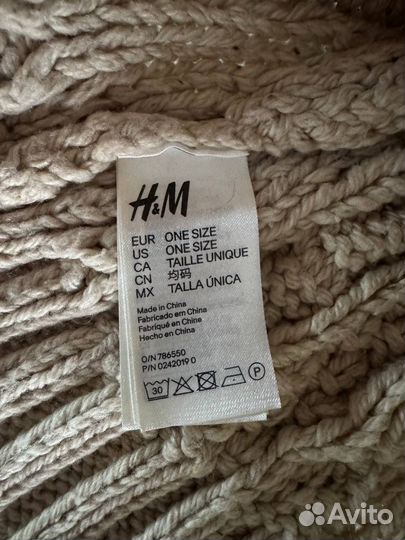 H&M
EUR ONE SIZE
US ONE SIZE
CA TAILLE UNIQUE
CN 均码
MX TALLA ÚNICA
Made in China
Fabricado em China
Fabriqué en Chine
Hecho en China
O/N 786550
P/N 0242019 0
30
P
Avito